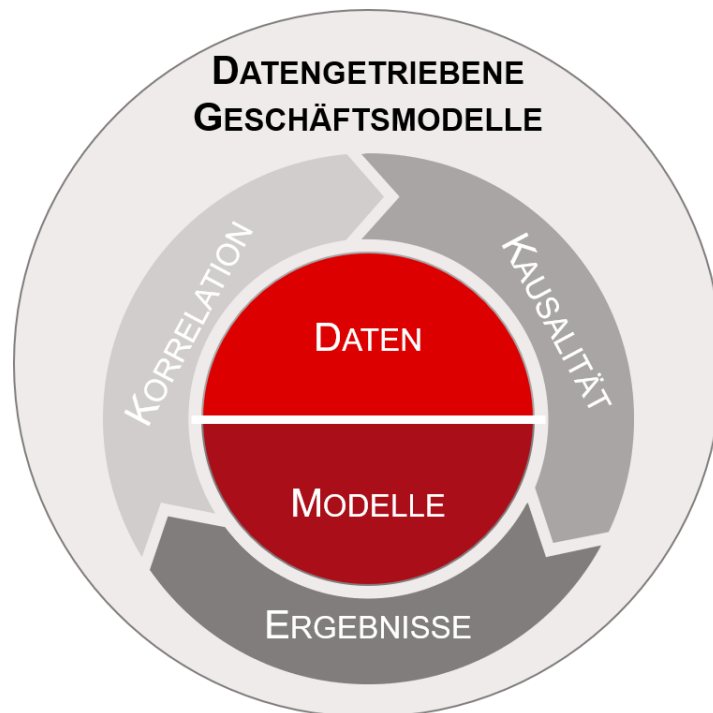 DATENGETRIEBENE
GESCHÄFTSMODELLE
KORRELATION
KAUSALITÄT
DATEN
MODELLE
ERGEBNISSE